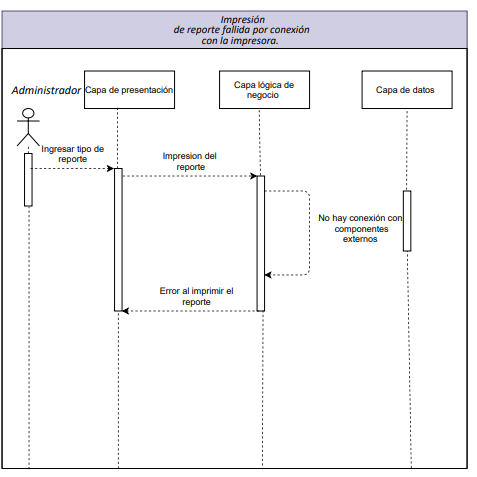 Impresión
de reporte fallida por conexión
con la impresora.
Administrador
Capa de presentación
Capa lógica de
negocio
Capa de datos
Ingresar tipo de
reporte
Impresion del
reporte
No hay conexión con
componentes
externos
Error al imprimir el
reporte